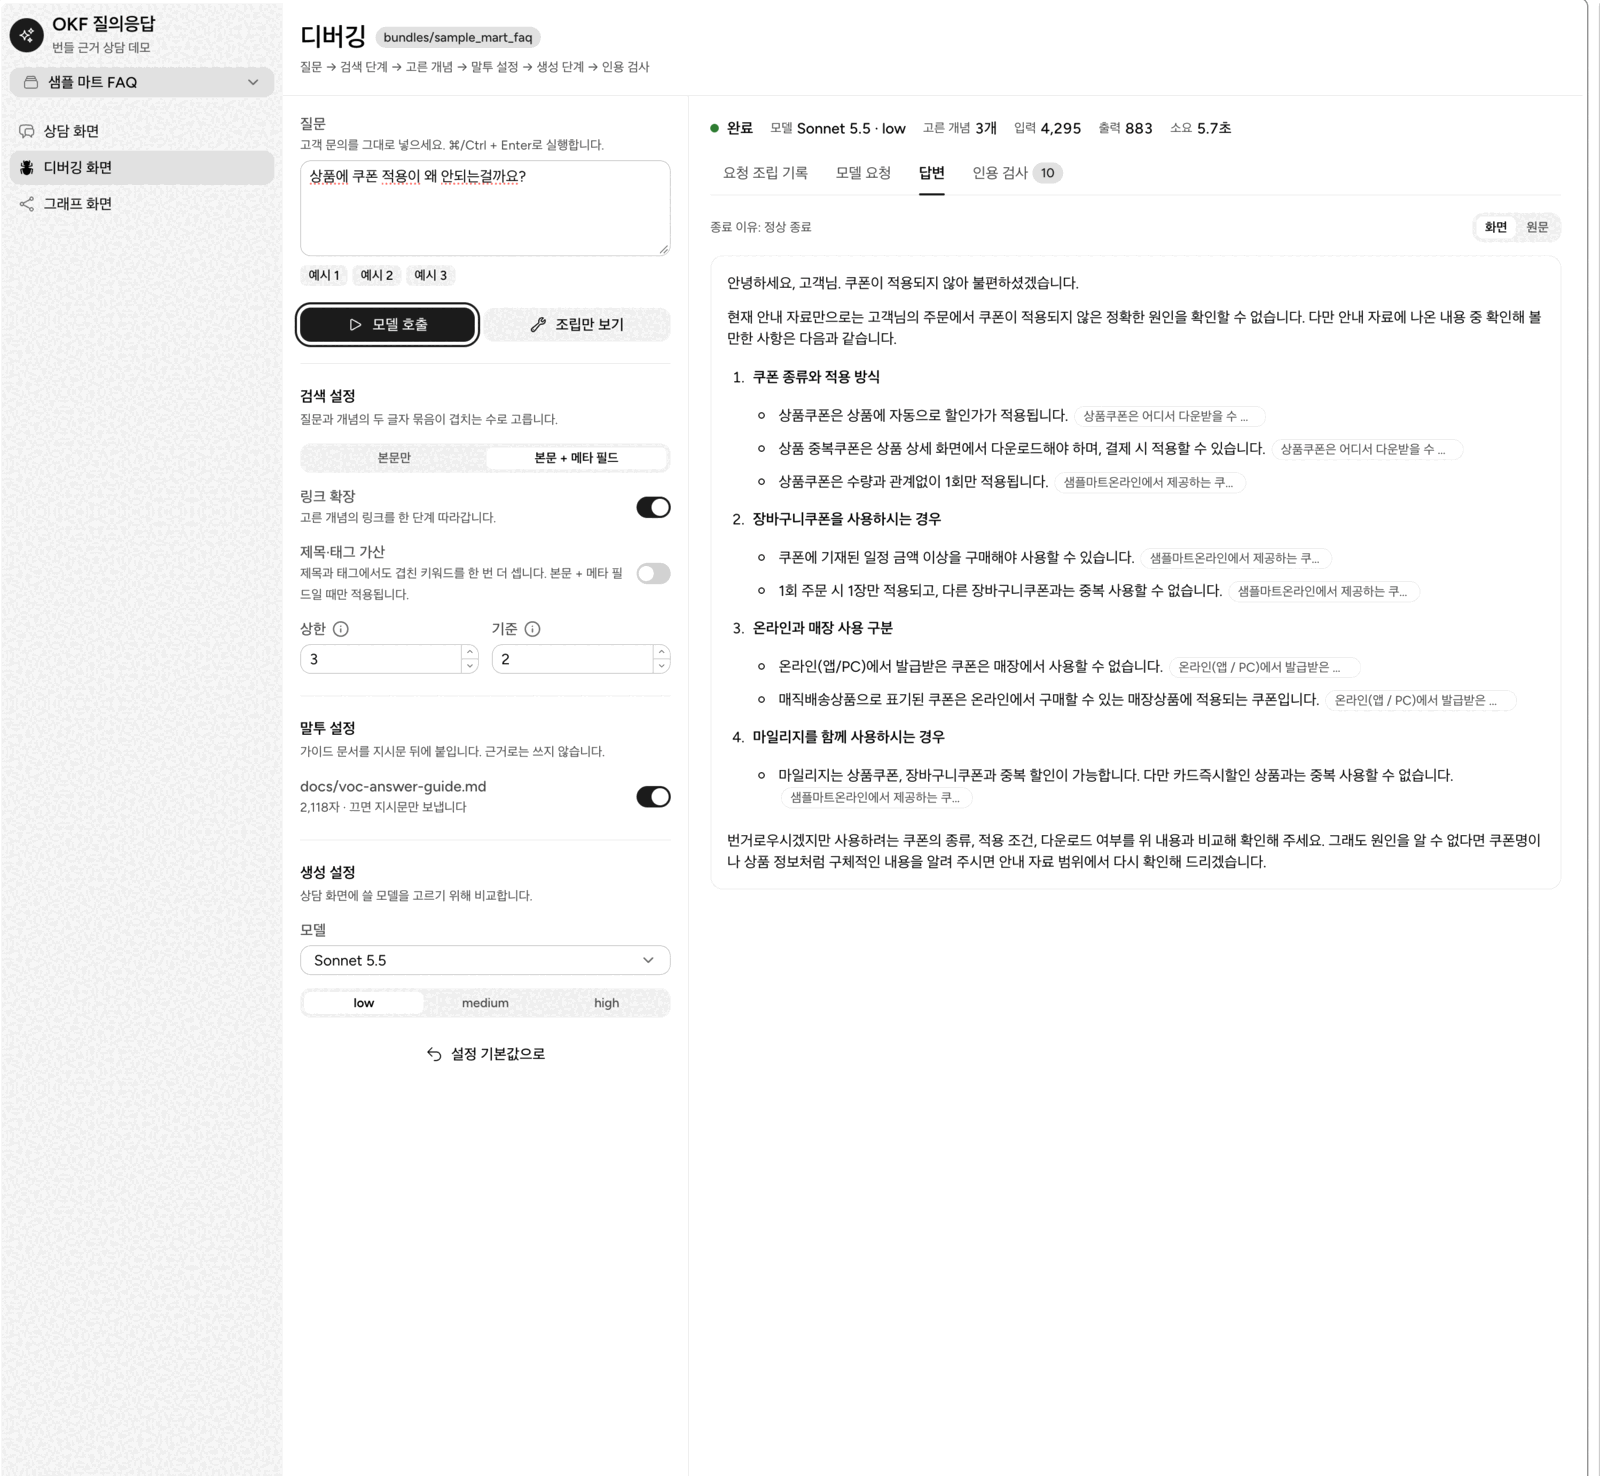 OKF 질의응답
번들 근거 상담 데모
샘플 마트 FAQ
상담 화면
디버깅 화면
그래프 화면
디버깅
bundles/sample_mart_faq
질문 → 검색 단계 → 고른 개념 → 말투 설정 → 생성 단계 → 인용 검사
질문
고객 문의를 그대로 넣으세요. ⌘/Ctrl + Enter로 실행합니다.
상품에 쿠폰 적용이 왜 안되는걸까요?
예시 1
예시 2
예시 3
모델 호출
조립만 보기
검색 설정
질문과 개념의 두 글자 묶음이 겹치는 수로 고릅니다.
본문만
본문 + 메타 필드
링크 확장
고른 개념의 링크를 한 단계 따라갑니다.
제목·태그 가산
제목과 태그에서도 겹친 키워드를 한 번 더 셉니다. 본문 + 메타 필
드일 때만 적용됩니다.
상한
기준
3
2
말투 설정
가이드 문서를 지시문 뒤에 붙입니다. 근거로는 쓰지 않습니다.
docs/voc-answer-guide.md
2,118자 · 끄면 지시문만 보냅니다
생성 설정
상담 화면에 쓸 모델을 고르기 위해 비교합니다.
모델
Sonnet 5.5
low
medium
high
설정 기본값으로
완료 모델 Sonnet 5.5 · low 고른 개념 3개 입력 4,295 출력 883 소요 5.7초
요청 조립 기록
모델 요청
답변
인용 검사 10
종료 이유: 정상 종료
화면
원문
안녕하세요, 고객님. 쿠폰이 적용되지 않아 불편하셨겠습니다.
현재 안내 자료만으로는 고객님의 주문에서 쿠폰이 적용되지 않은 정확한 원인을 확인할 수 없습니다. 다만 안내 자료에 나온 내용 중 확인해 볼
만한 사항은 다음과 같습니다.
1. 쿠폰 종류와 적용 방식
상품쿠폰은 상품에 자동으로 할인가가 적용됩니다. 상품쿠폰은 어디서 다운받을 수 ...
상품 중복쿠폰은 상품 상세 화면에서 다운로드해야 하며, 결제 시 적용할 수 있습니다. 상품쿠폰은 어디서 다운받을 수 ...
상품쿠폰은 수량과 관계없이 1회만 적용됩니다. 샘플마트온라인에서 제공하는 쿠...
2. 장바구니쿠폰을 사용하시는 경우
쿠폰에 기재된 일정 금액 이상을 구매해야 사용할 수 있습니다. 샘플마트온라인에서 제공하는 쿠...
1회 주문 시 1장만 적용되고, 다른 장바구니쿠폰과는 중복 사용할 수 없습니다. 샘플마트온라인에서 제공하는 쿠...
3. 온라인과 매장 사용 구분
온라인(앱/PC)에서 발급받은 쿠폰은 매장에서 사용할 수 없습니다. 온라인(앱 / PC)에서 발급받은 ...
매직배송상품으로 표기된 쿠폰은 온라인에서 구매할 수 있는 매장상품에 적용되는 쿠폰입니다. 온라인(앱 / PC)에서 발급받은 ...
4. 마일리지를 함께 사용하시는 경우
마일리지는 상품쿠폰, 장바구니쿠폰과 중복 할인이 가능합니다. 다만 카드즉시할인 상품과는 중복 사용할 수 없습니다.
샘플마트온라인에서 제공하는 쿠...
번거로우시겠지만 사용하려는 쿠폰의 종류, 적용 조건, 다운로드 여부를 위 내용과 비교해 확인해 주세요. 그래도 원인을 알 수 없다면 쿠폰명이
나 상품 정보처럼 구체적인 내용을 알려 주시면 안내 자료 범위에서 다시 확인해 드리겠습니다.